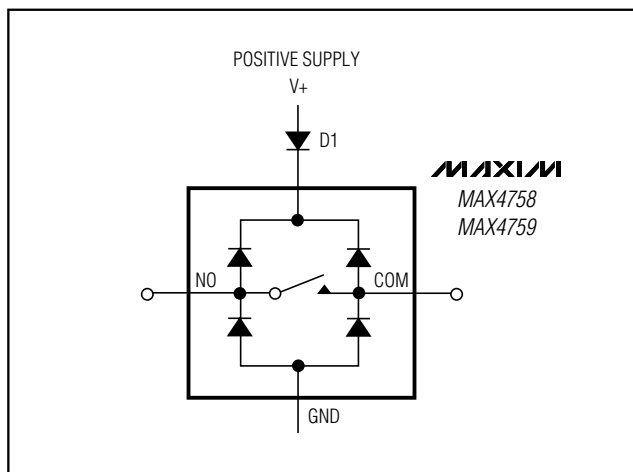 POSITIVE SUPPLY
V+
D1
MAXIM
MAX4758
MAX4759
NO
COM
GND